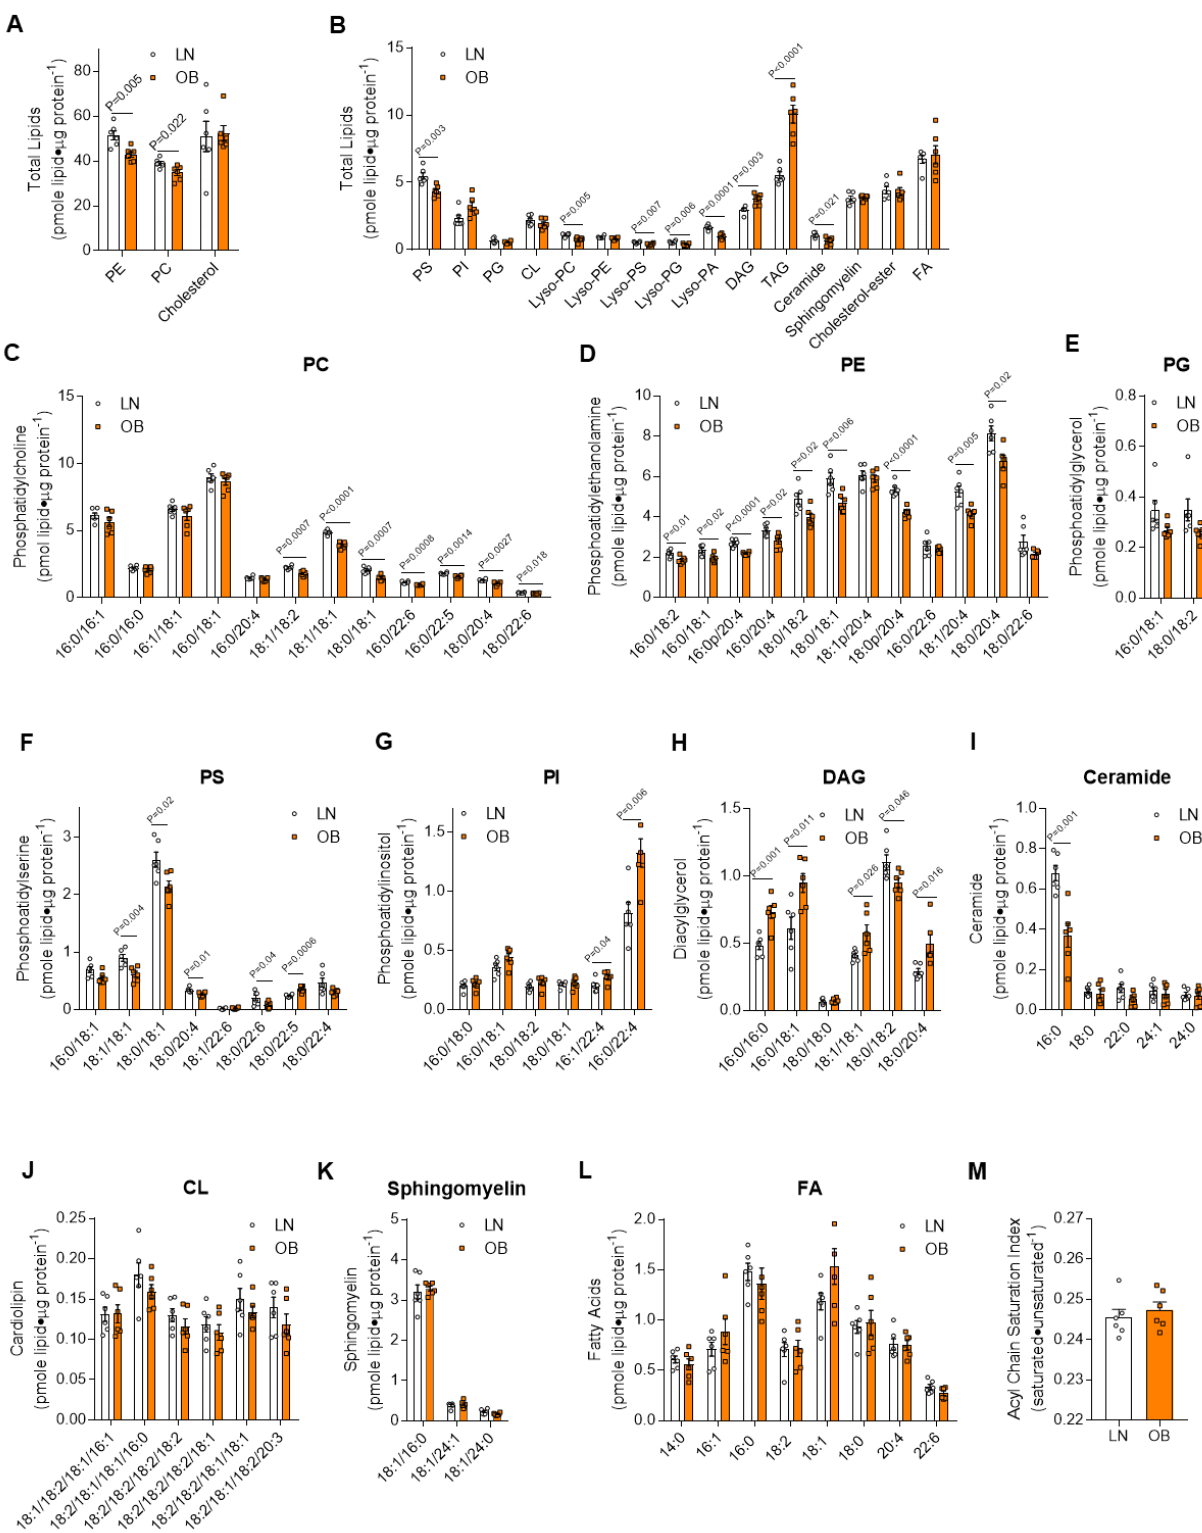 A
Total Lipids
(pmole lipid●µg protein⁻¹)
80
60
40
20
0
LN
OB
P=0.005
P=0.022
PE
PC
Cholesterol
B
Total Lipids
(pmole lipid●µg protein⁻¹)
15
10
5
0
LN
OB
P=0.003
P=0.005
P=0.007
P=0.006
P=0.0001
P=0.003
P<0.0001
P=0.021
PS
PI
PG
CL
Lyso-PC
Lyso-PE
Lyso-PS
Lyso-PG
Lyso-PA
DAG
TAG
Ceramide
Sphingomyelin
Cholesterol-ester
FA
C
PC
Phosphatidylcholine
(pmol lipid●µg protein⁻¹)
15
10
5
0
LN
OB
P=0.0007
P<0.0001
P=0.0007
P=0.0008
P=0.0014
P=0.0027
P=0.018
16:0/16:1
16:0/16:0
16:1/18:1
16:0/18:1
16:0/20:4
18:1/18:2
18:1/18:1
18:0/18:1
16:0/22:6
16:0/22:5
18:0/20:4
18:0/22:6
D
PE
Phosphatidylethanolamine
(pmole lipid●µg protein⁻¹)
10
8
6
4
2
0
LN
OB
P=0.01
P=0.02
P<0.0001
P=0.02
P=0.02
P=0.006
P<0.0001
P=0.005
P=0.02
16:0/18:2
16:0/18:1
16:0p/20:4
16:0/20:4
18:0/18:2
18:0/18:1
18:1p/20:4
18:0p/20:4
16:0/22:6
18:1/20:4
18:0/20:4
18:0/22:6
E
PG
Phosphatidylglycerol
(pmole lipid●µg protein⁻¹)
0.8
0.6
0.4
0.2
0.0
LN
OB
16:0/18:1
18:0/18:2
F
PS
Phosphoatidylserine
(pmole lipid●µg protein⁻¹)
3
2
1
0
LN
OB
P=0.004
P=0.02
P=0.01
P=0.04
P=0.0006
16:0/18:1
18:1/18:1
18:0/18:1
18:0/20:4
18:1/22:6
18:0/22:6
18:0/22:5
18:0/22:4
G
PI
Phosphoatidylinositol
(pmole lipid●µg protein⁻¹)
1.5
1.0
0.5
0.0
LN
OB
P=0.04
P=0.006
16:0/18:0
16:0/18:1
18:0/18:2
18:0/18:1
16:1/22:4
16:0/22:4
H
DAG
Diacylglycerol
(pmole lipid●µg protein⁻¹)
1.5
1.0
0.5
0.0
LN
OB
P=0.001
P=0.011
P=0.026
P=0.046
P=0.016
16:0/16:0
16:0/18:1
18:0/18:0
18:1/18:1
18:0/18:2
18:0/20:4
I
Ceramide
Ceramide
(pmole lipid●µg protein⁻¹)
1.0
0.8
0.6
0.4
0.2
0.0
LN
OB
P=0.001
16:0
18:0
22:0
24:1
24:0
J
CL
Cardiolipin
(pmole lipid●µg protein⁻¹)
0.25
0.20
0.15
0.10
0.05
0.00
LN
OB
18:1/18:2/18:1/16:1
18:2/18:1/18:1/16:0
18:2/18:2/18:2/18:2
18:2/18:2/18:2/18:1
18:2/18:2/18:1/18:1
18:2/18:1/18:2/20:3
K
Sphingomyelin
Sphingomyelin
(pmole lipid●µg protein⁻¹)
5
4
3
2
1
0
LN
OB
18:1/16:0
18:1/24:1
18:1/24:0
L
FA
Fatty Acids
(pmole lipid●µg protein⁻¹)
2.0
1.5
1.0
0.5
0.0
LN
OB
14:0
16:1
16:0
18:2
18:1
18:0
20:4
22:6
M
Acyl Chain Saturation Index
(saturated●unsaturated⁻¹)
0.27
0.26
0.25
0.24
0.23
0.22
LN
OB